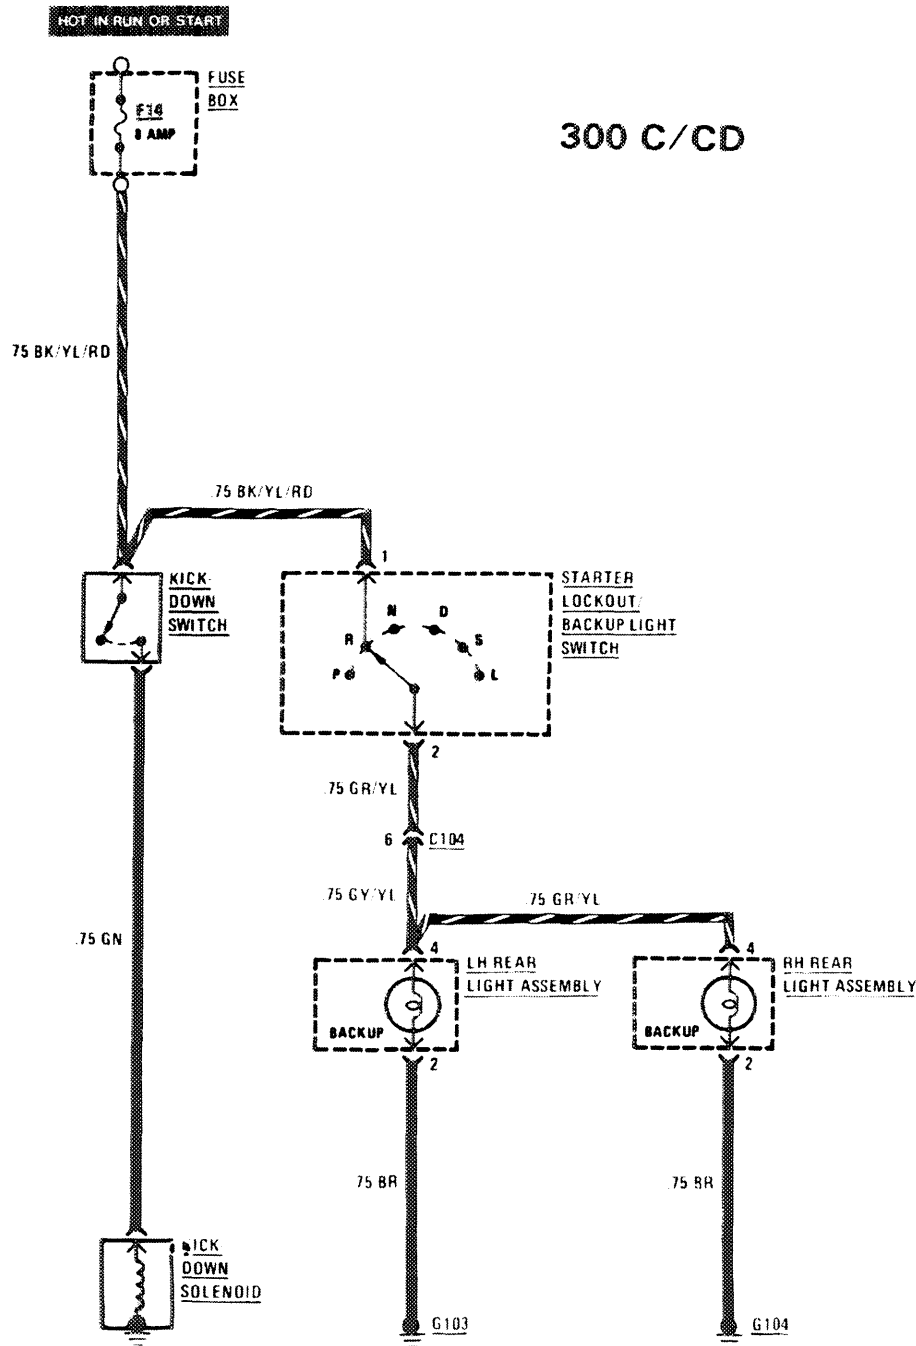 HOT IN RUN OR START
FUSE
BOX
F14
8 AMP
300 C/CD
.75 BK/YL/RD
.75 BK/YL/RD
1
KICK-
DOWN
SWITCH
STARTER
LOCKOUT/
BACKUP LIGHT
SWITCH
P R N D S L
2
.75 GR/YL
6 C104
.75 GY/YL
.75 GR/YL
.75 GN
4
LH REAR
LIGHT ASSEMBLY
BACKUP
2
4
RH REAR
LIGHT ASSEMBLY
BACKUP
2
.75 BR
.75 BR
KICK
DOWN
SOLENOID
G103
G104